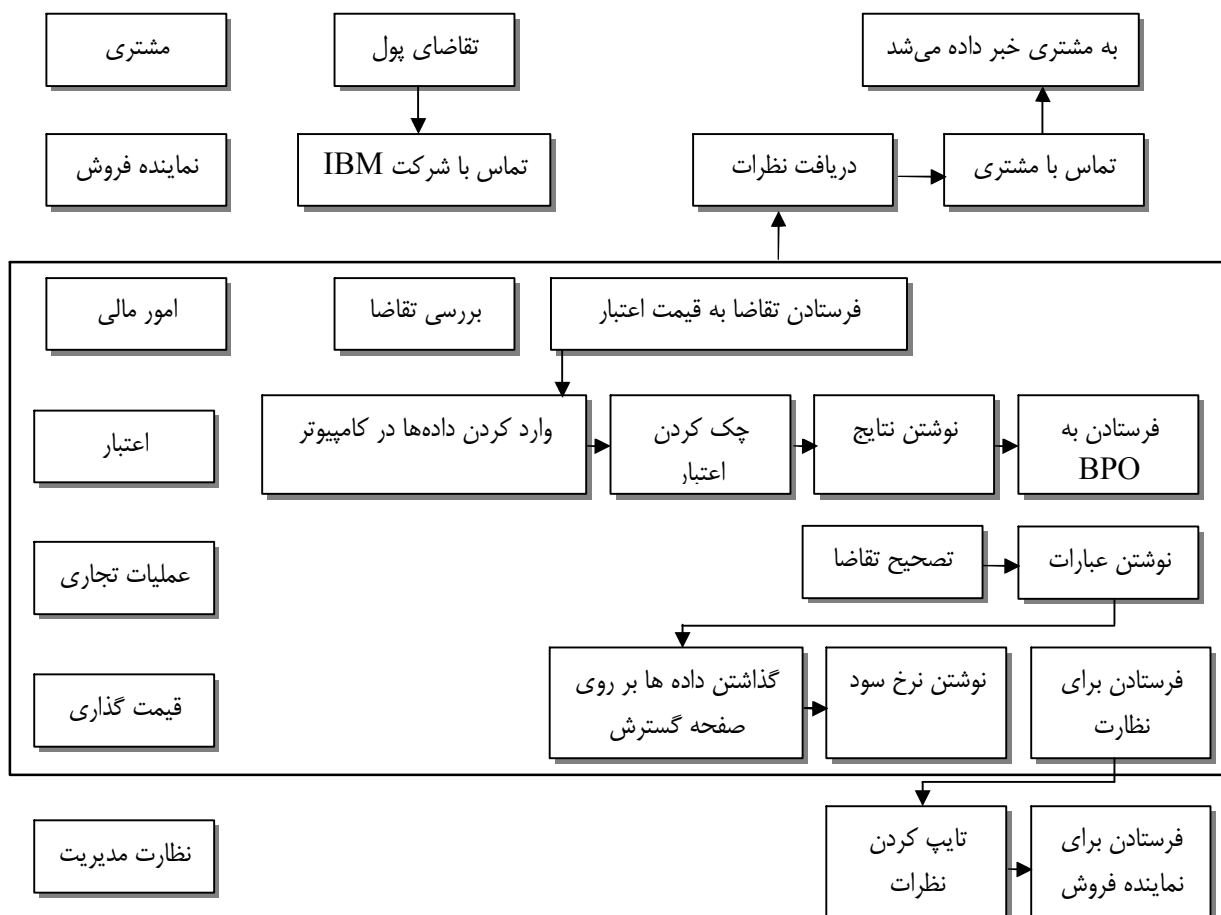 مشتری
تقاضای پول
به مشتری خبر داده می‌شد
نماینده فروش
تماس با شرکت IBM
دریافت نظرات
تماس با مشتری
امور مالی
بررسی تقاضا
فرستادن تقاضا به قیمت اعتبار
اعتبار
وارد کردن داده‌ها در کامپیوتر
چک کردن
اعتبار
نوشتن نتایج
فرستادن به
BPO
عملیات تجاری
تصحیح تقاضا
نوشتن عبارات
قیمت گذاری
گذاشتن داده ها بر روی
صفحه گسترش
نوشتن نرخ سود
فرستادن برای
نظارت
نظارت مدیریت
تایپ کردن
نظرات
فرستادن برای
نماینده فروش